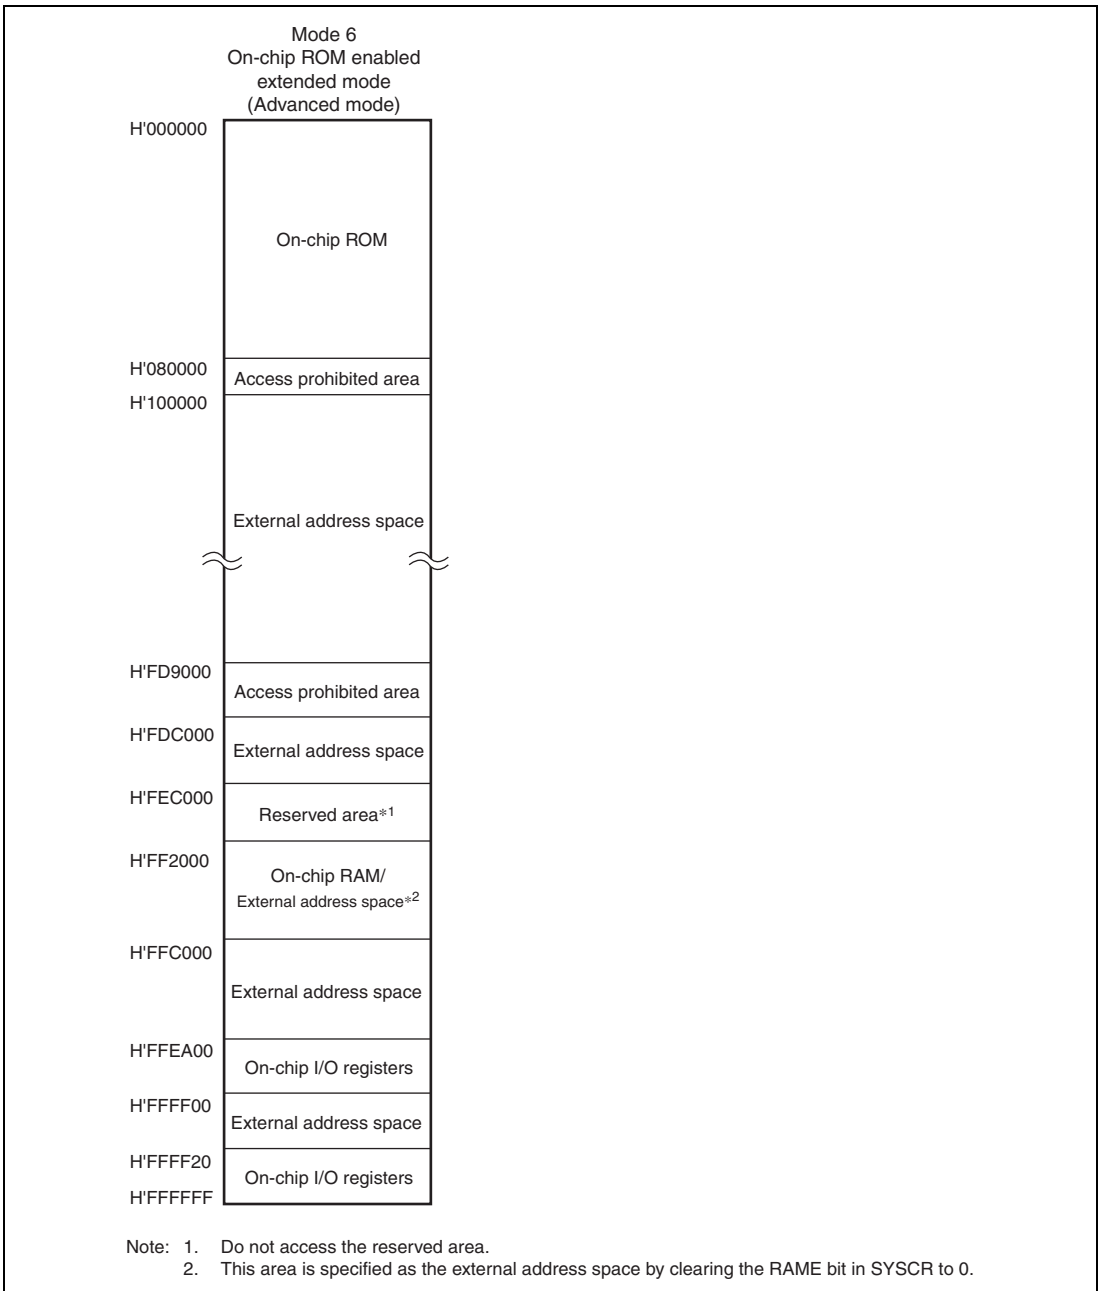 Mode 6
On-chip ROM enabled
extended mode
(Advanced mode)
H'000000
On-chip ROM
H'080000
Access prohibited area
H'100000
External address space
H'FD9000
Access prohibited area
H'FDC000
External address space
H'FEC000
Reserved area*1
H'FF2000
On-chip RAM/
External address space*2
H'FFC000
External address space
H'FFEA00
On-chip I/O registers
H'FFFF00
External address space
H'FFFF20
On-chip I/O registers
H'FFFFFF
Note: 1. Do not access the reserved area.
2. This area is specified as the external address space by clearing the RAME bit in SYSCR to 0.